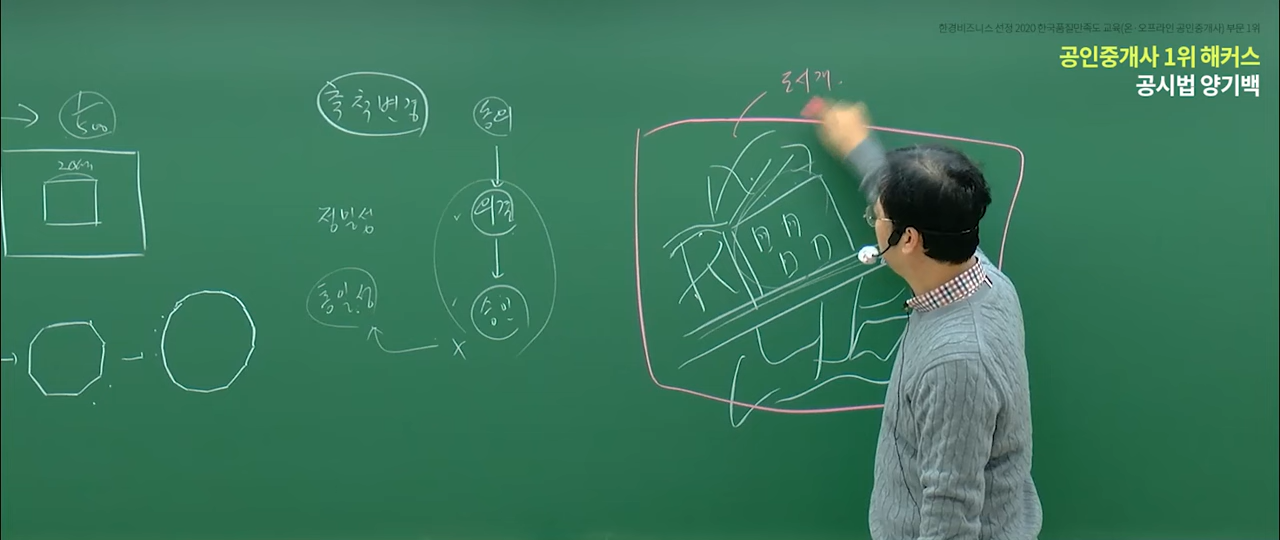 한경비즈니스 선정 2020 한국품질만족도 교육(온·오프라인 공인중개사) 부문 1위
공인중개사 1위 해커스
공시법 양기백
1/500
20cm
축척변경
동의
의결
승인
정밀성
통일성
X
도시개.
R